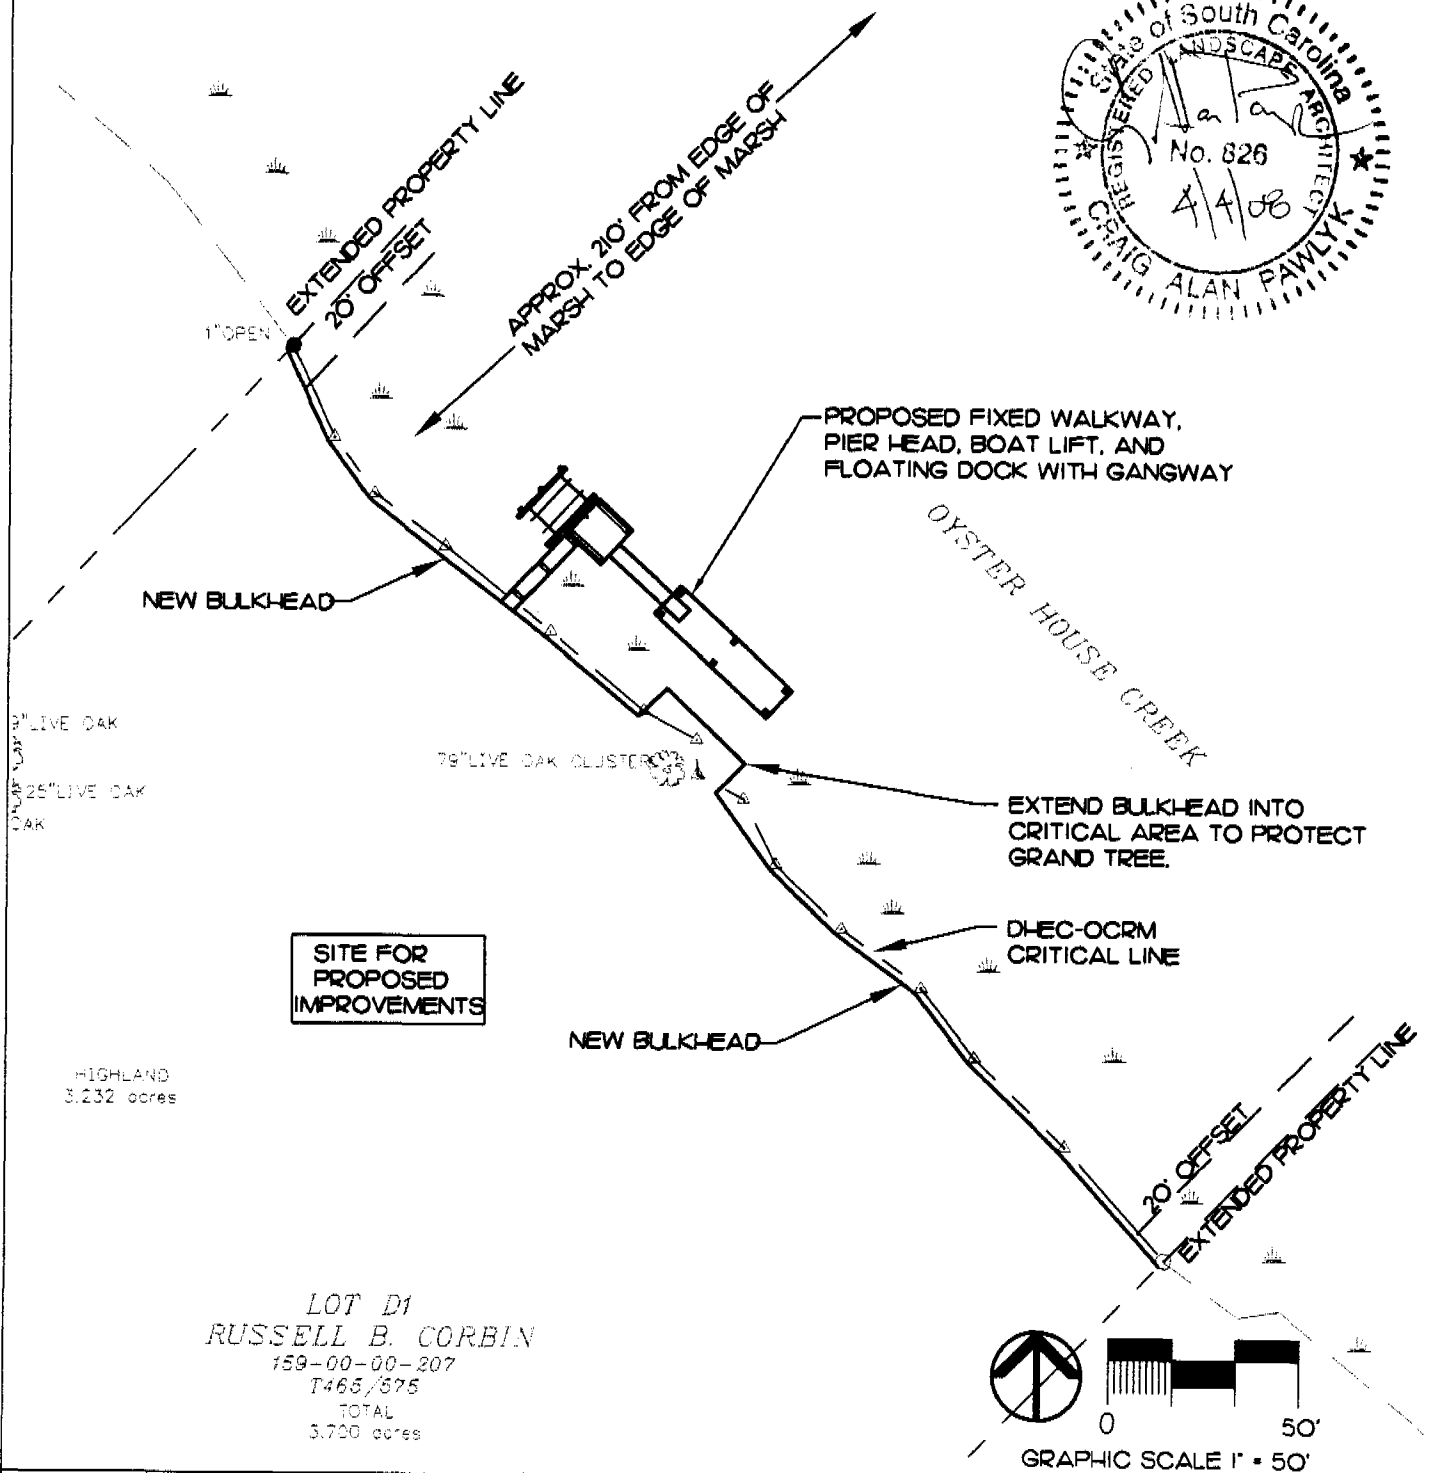 State of South Carolina
REGISTERED LANDSCAPE ARCHITECT
No. 826
4/4/08
CRAIG ALAN PAWLYK
EXTENDED PROPERTY LINE
20' OFFSET
APPROX. 210' FROM EDGE OF
MARSH TO EDGE OF MARSH
1"OPEN
PROPOSED FIXED WALKWAY,
PIER HEAD, BOAT LIFT, AND
FLOATING DOCK WITH GANGWAY
OYSTER HOUSE CREEK
NEW BULKHEAD
9"LIVE OAK
79"LIVE OAK CLUSTER
25"LIVE OAK
OAK
EXTEND BULKHEAD INTO
CRITICAL AREA TO PROTECT
GRAND TREE.
DHEC-OCRM
CRITICAL LINE
SITE FOR
PROPOSED
IMPROVEMENTS
NEW BULKHEAD
HIGHLAND
3.232 acres
20' OFFSET
EXTENDED PROPERTY LINE
LOT D1
RUSSELL B. CORBIN
159-00-00-207
T465/575
TOTAL
3.700 acres
0 50'
GRAPHIC SCALE 1" = 50'